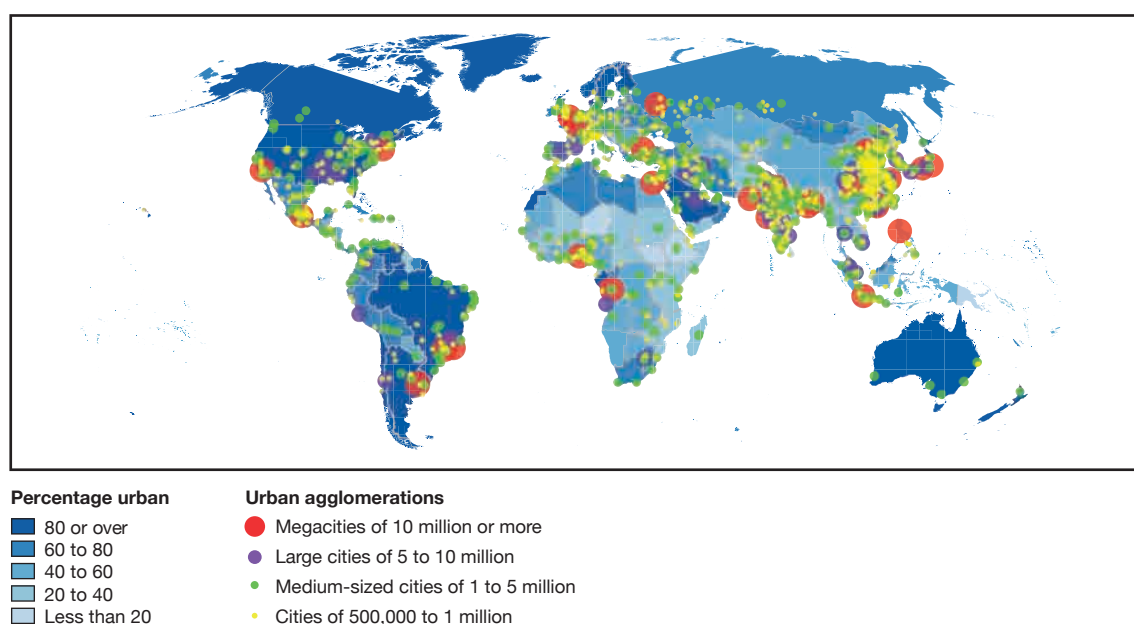 Percentage urban
80 or over
60 to 80
40 to 60
20 to 40
Less than 20
Urban agglomerations
Megacities of 10 million or more
Large cities of 5 to 10 million
Medium-sized cities of 1 to 5 million
Cities of 500,000 to 1 million